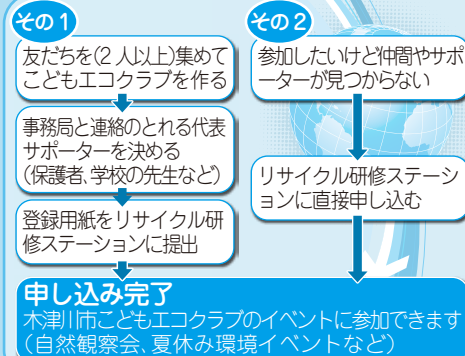 その1
友だちを(2人以上)集めて
こどもエコクラブを作る
事務局と連絡のとれる代表
サポーターを決める
(保護者、学校の先生など)
登録用紙をリサイクル研
修ステーションに提出
その2
参加したいけど仲間やサポ
ーターが見つからない
リサイクル研修ステーシ
ョンに直接申し込む
申し込み完了
木津川市こどもエコクラブのイベントに参加できます
(自然観察会、夏休み環境イベントなど)